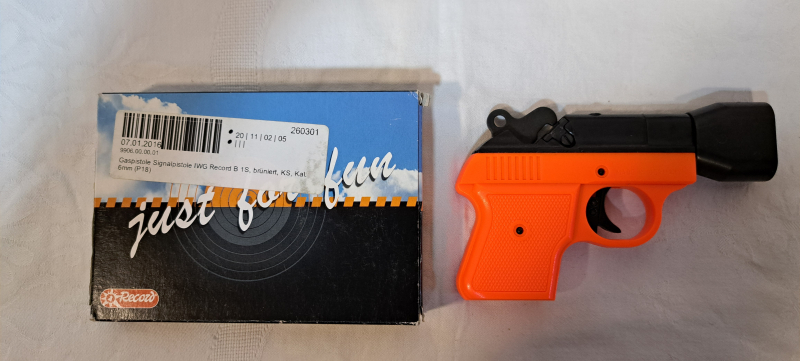 260301
20 | 11 | 02 | 05
| | |
07.01.2016
9906.00.00.01
Gaspistole Signalpistole IWG Record B 1S, brüniert, KS, Kal.
6mm (P18)
just for fun
Record